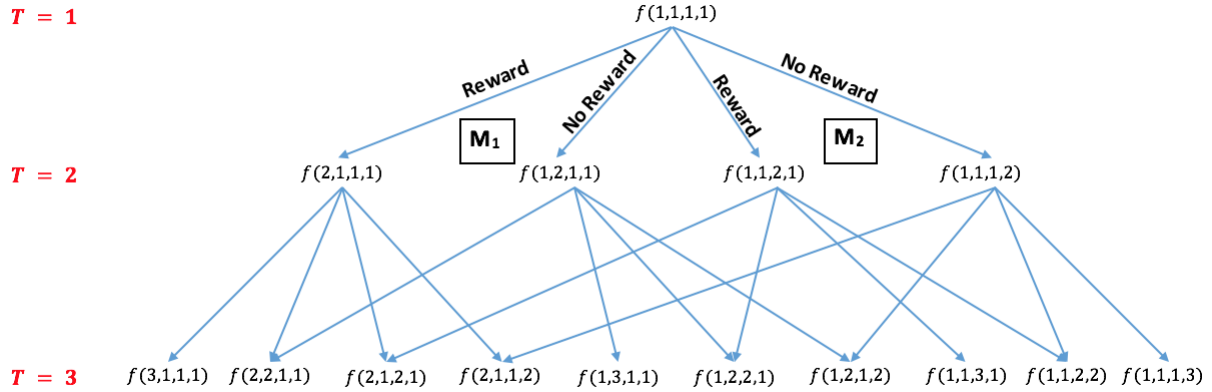 T = 1
f(1,1,1,1)
Reward
No Reward
Reward
No Reward
M₁
M₂
T = 2
f(2,1,1,1)
f(1,2,1,1)
f(1,1,2,1)
f(1,1,1,2)
T = 3
f(3,1,1,1)
f(2,2,1,1)
f(2,1,2,1)
f(2,1,1,2)
f(1,3,1,1)
f(1,2,2,1)
f(1,2,1,2)
f(1,1,3,1)
f(1,1,2,2)
f(1,1,1,3)